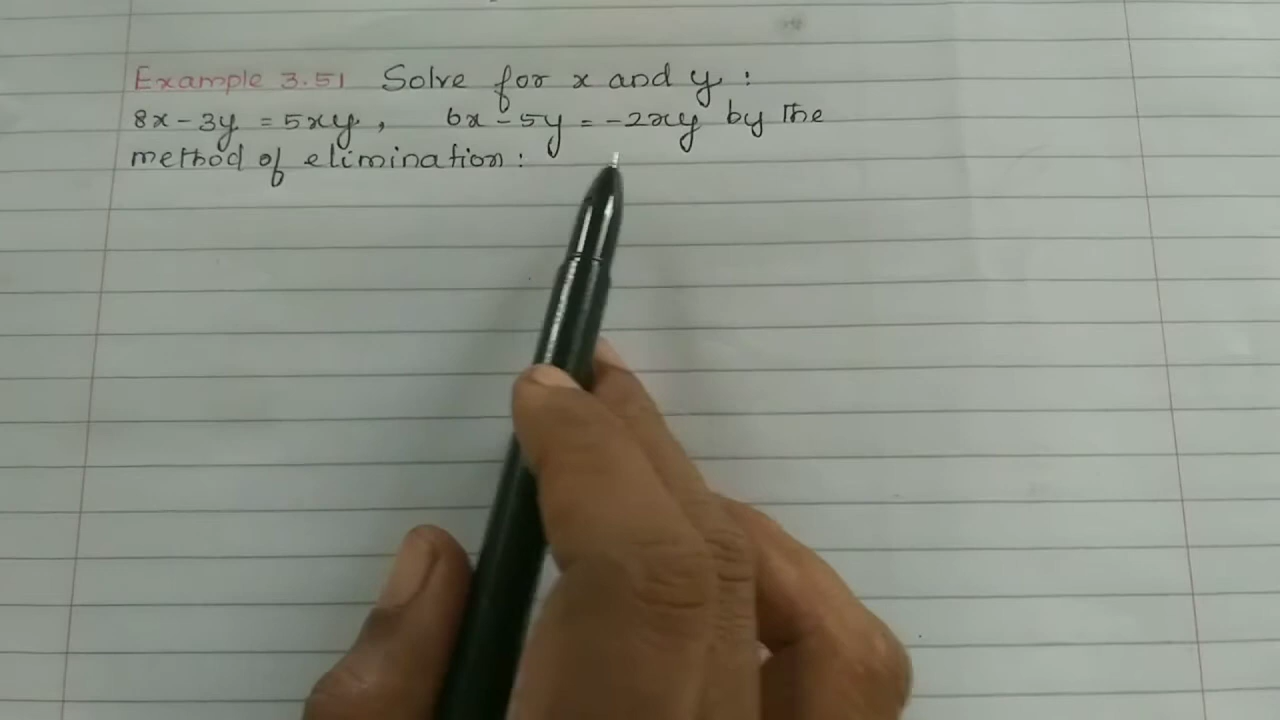 Example 3.51 Solve for x and y :
8x - 3y = 5xy, 6x - 5y = -2xy by the
method of elimination :